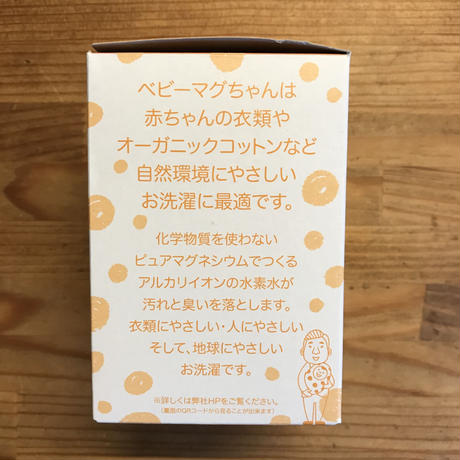 ベビーマグちゃんは
赤ちゃんの衣類や
オーガニックコットンなど
自然環境にやさしい
お洗濯に最適です。
化学物質を使わない
ピュアマグネシウムでつくる
アルカリイオンの水素水が
汚れと臭いを落とします。
衣類にやさしい・人にやさしい
そして、地球にやさしい
お洗濯です。
※詳しくは弊社HPをご覧ください。
（裏面のQRコードから見ることが出来ます）